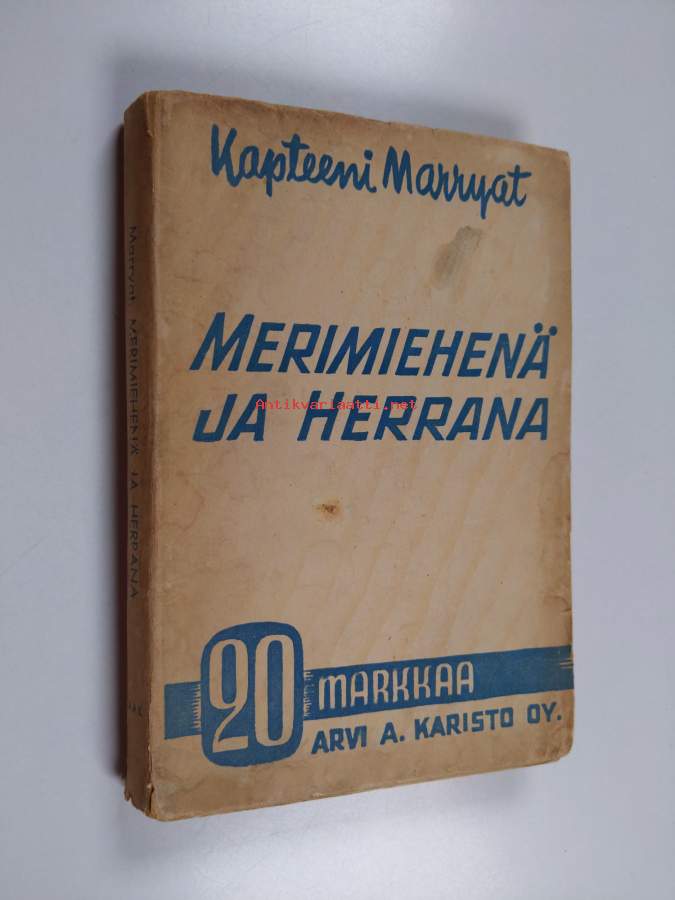 Kapteeni Marryat
MERIMIEHENÄ
JA HERRANA
Antikvariaatti.net
20 MARKKAA
ARVI A. KARISTO OY.
Marryat MERIMIEHENÄ JA HERRANA